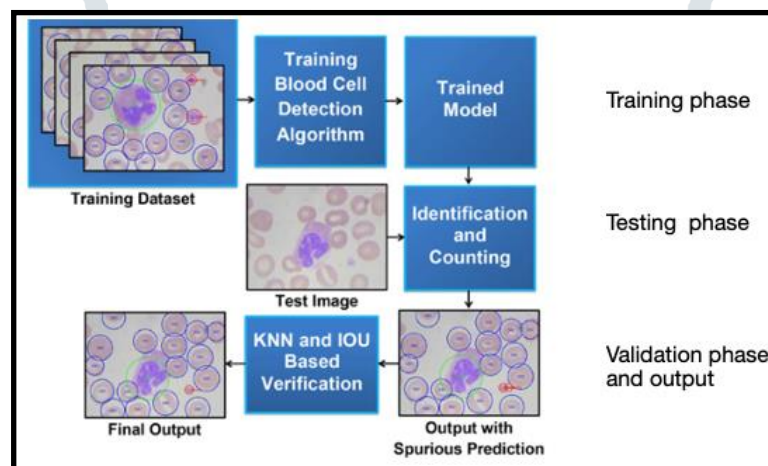 Training
Blood Cell
Detection
Algorithm
Trained
Model
Training phase
Training Dataset
Identification
and
Counting
Testing phase
Test Image
KNN and IOU
Based
Verification
Validation phase
and output
Final Output
Output with
Spurious Prediction